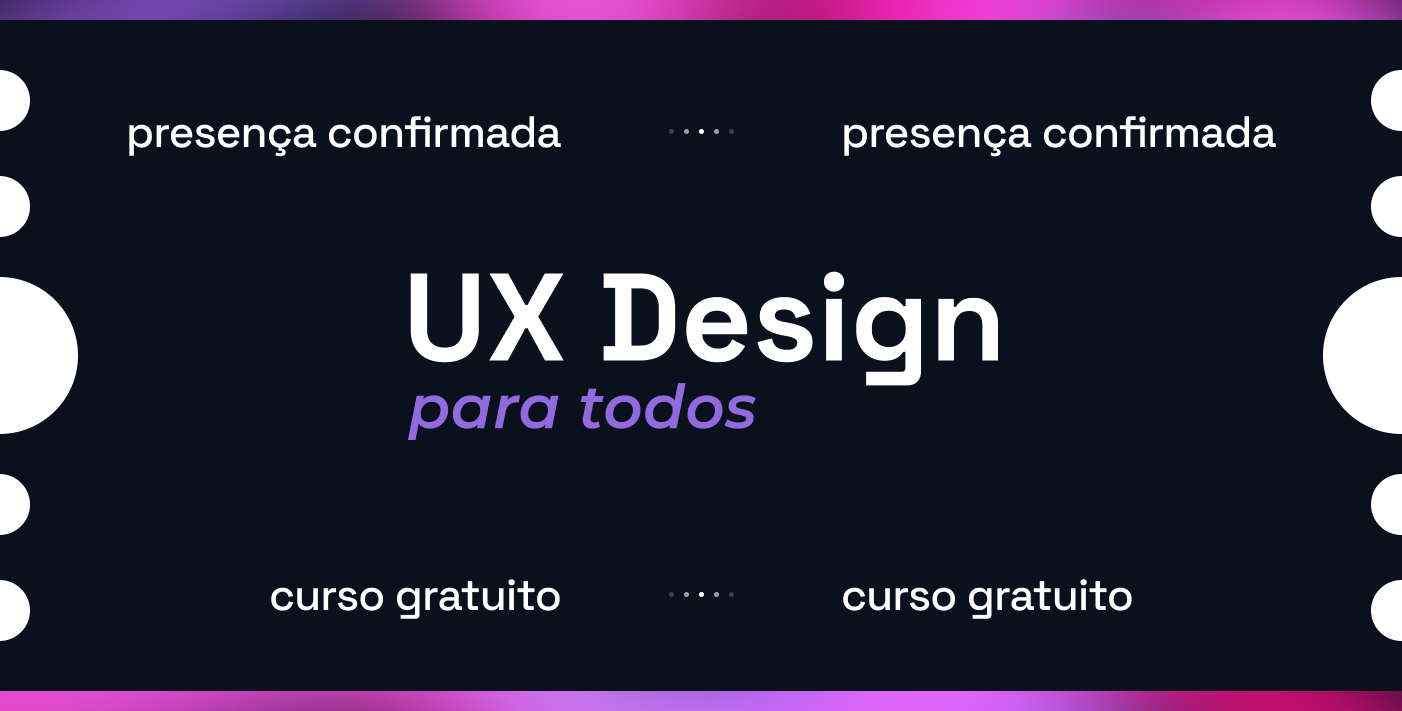 presença confirmada presença confirmada
UX Design
para todos
curso gratuito curso gratuito